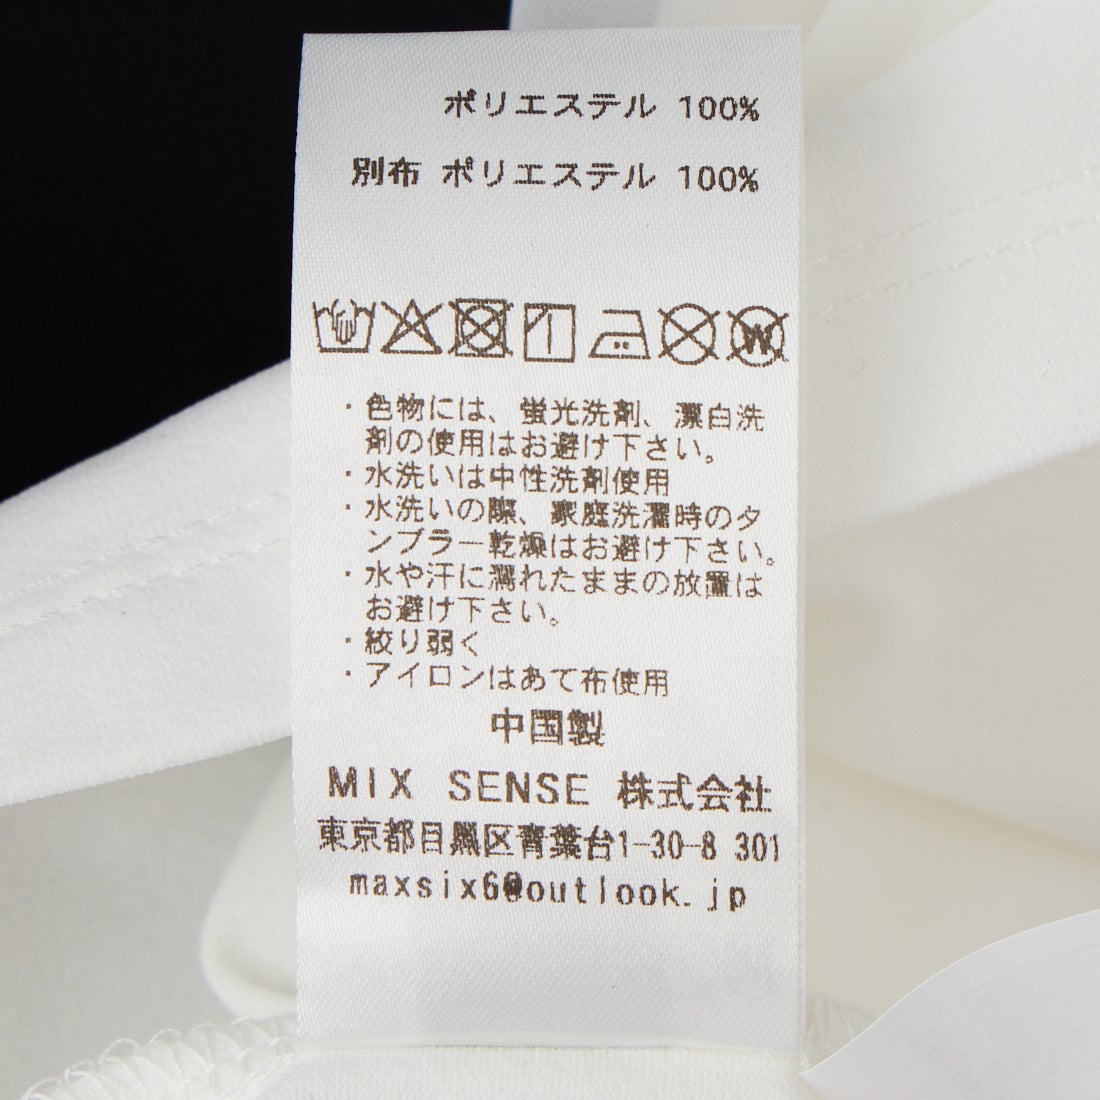 ポリエステル 100%
別布 ポリエステル 100%
W
・色物には、蛍光洗剤、漂白洗
剤の使用はお避け下さい。
・水洗いは中性洗剤使用
・水洗いの際、家庭洗濯時のタ
ンブラー乾燥はお避け下さい。
・水や汗に濡れたままの放置は
お避け下さい。
・絞り弱く
・アイロンはあて布使用
中国製
MIX SENSE 株式会社
東京都目黒区青葉台1-30-8 301
maxsix6@outlook.jp